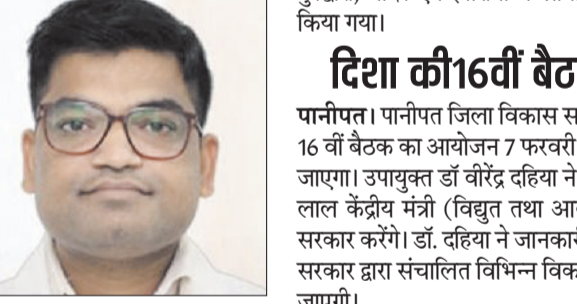 किया गया।
दिशा की16वीं बैठ
पानीपत। पानीपत जिला विकास स
16 वीं बैठक का आयोजन 7 फरवरी
जाएगा। उपायुक्त डॉ वीरेंद्र दहिया ने
लाल केंद्रीय मंत्री (विद्युत तथा आ
सरकार करेंगे। डॉ. दहिया ने जानकारी
सरकार द्वारा संचालित विभिन्न विक
जाएगी।